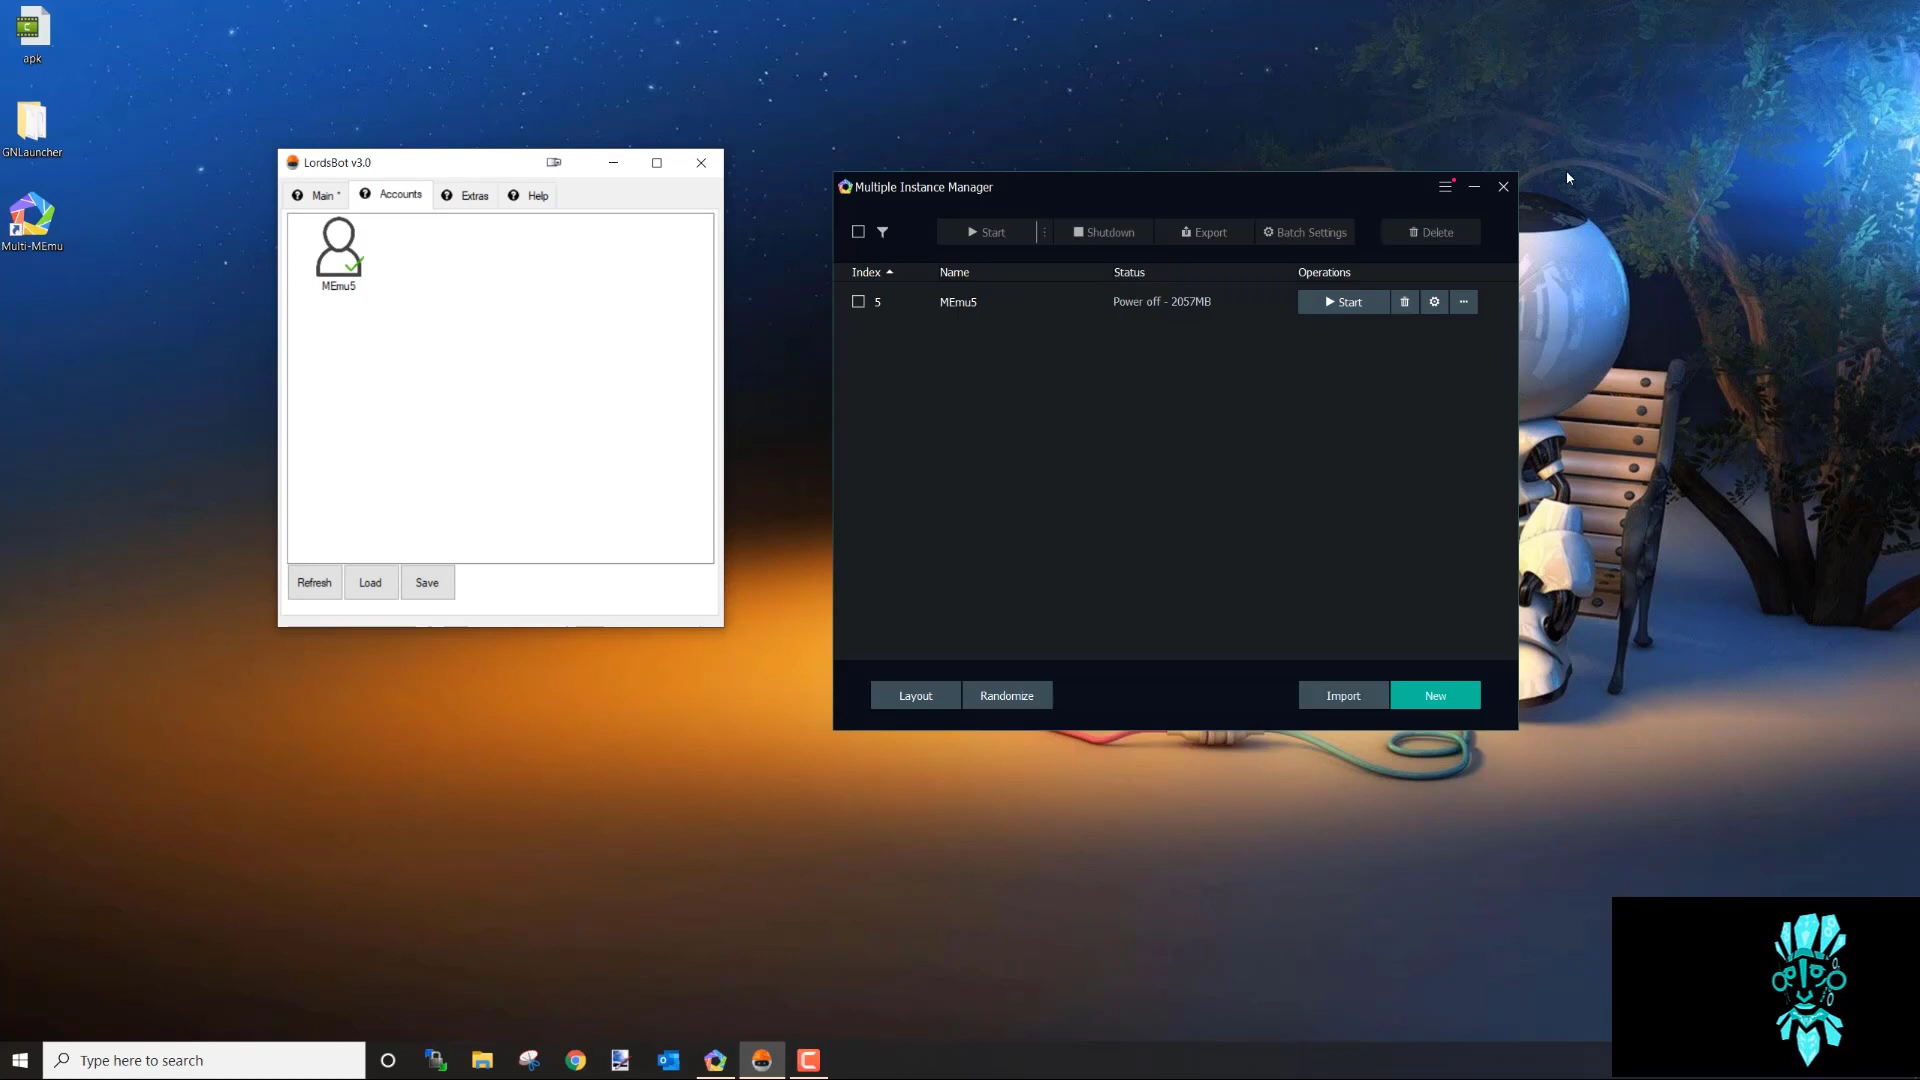 apk
GNLauncher
Multi-MEmu
LordsBot v3.0
Main *
Accounts
Extras
Help
MEmu5
Refresh
Load
Save
Multiple Instance Manager
Start
Shutdown
Export
Batch Settings
Delete
Index
Name
Status
Operations
5
MEmu5
Power off - 2057MB
Start
Layout
Randomize
Import
New
Type here to search